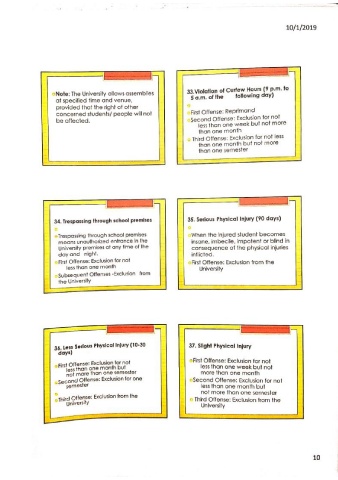 10/1/2019
Note: The University allows assemblies
at specified time and venue,
provided that the right of other
concerned students/ people will not
be affected.
33.Violation of Curfew Hours (9 p.m. to
5 a.m. of the following day)
First Offense: Reprimand
Second Offense: Exclusion for not
less than one week but not more
than one month
Third Offense: Exclusion for not less
than one month but not more
than one semester
34. Trespassing through school premises
Trespassing through school premises
means unauthorized entrance in the
University premises at any time of the
day and night.
First Offense: Exclusion for not
less than one month
Subsequent Offenses -Exclusion from
the University
35. Serious Physical Injury (90 days)
When the injured student becomes
insane, imbecile, impotent or blind in
consequence of the physical injuries
inflicted.
First Offense: Exclusion from the
University
36. Less Serious Physical Injury (10-30
days)
First Offense: Exclusion for not
less than one month but
not more than one semester
Second Offense: Exclusion for one
semester
Third Offense: Exclusion from the
University
37. Slight Physical Injury
First Offense: Exclusion for not
less than one week but not
more than one month
Second Offense: Exclusion for not
less than one month but
not more than one semester
Third Offense: Exclusion from the
University
10